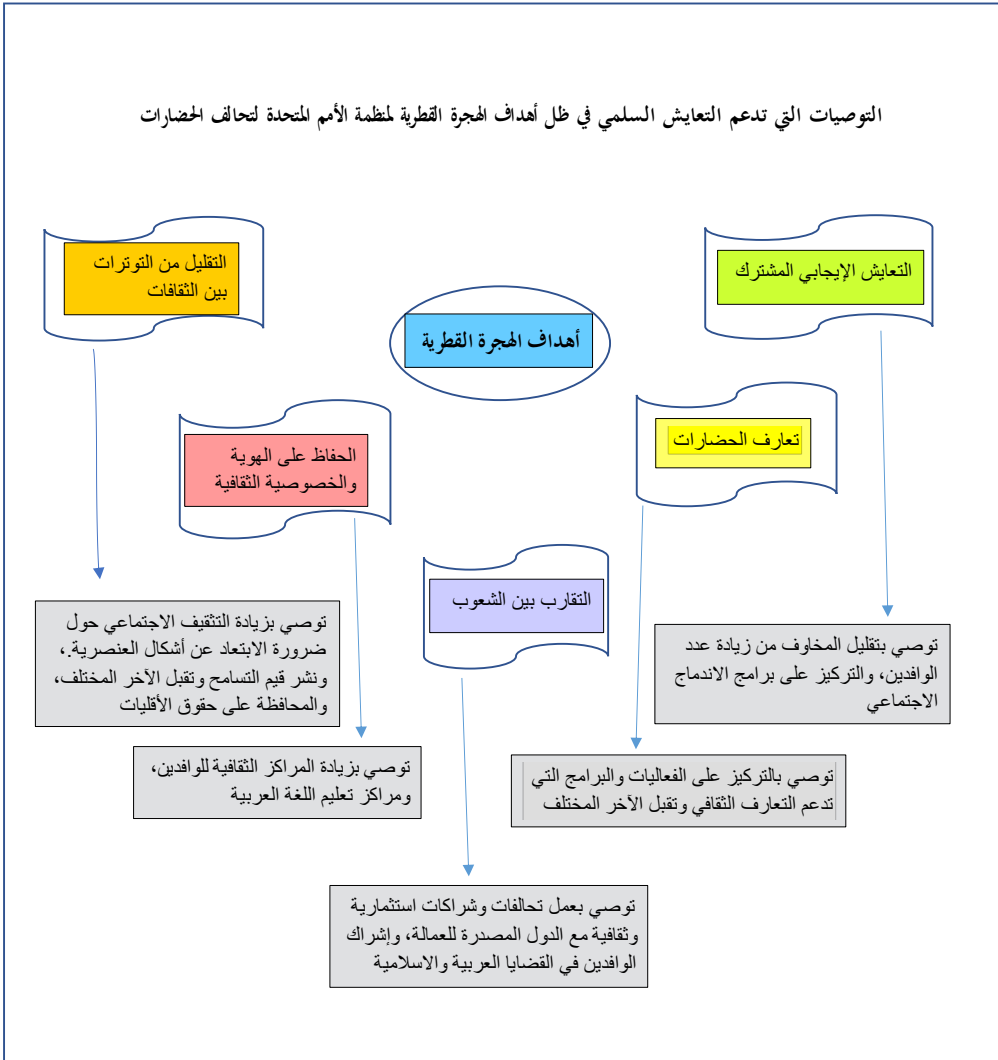 التوصيات التي تدعم التعايش السلمي في ظل أهداف الهجرة القطرية لمنظمة الأمم المتحدة لتحالف الحضارات
التعايش الإيجابي المشترك
التقليل من التوترات
بين الثقافات
أهداف الهجرة القطرية
تعارف الحضارات
الحفاظ على الهوية
والخصوصية الثقافية
التقارب بين الشعوب
توصي بتقليل المخاوف من زيادة عدد
الوافدين، والتركيز على برامج الاندماج
الاجتماعي
توصي بزيادة التثقيف الاجتماعي حول
ضرورة الابتعاد عن أشكال العنصرية.،
ونشر قيم التسامح وتقبل الآخر المختلف،
والمحافظة على حقوق الأقليات
توصي بالتركيز على الفعاليات والبرامج التي
تدعم التعارف الثقافي وتقبل الآخر المختلف
توصي بزيادة المراكز الثقافية للوافدين،
ومراكز تعليم اللغة العربية
توصي بعمل تحالفات وشراكات استثمارية
وثقافية مع الدول المصدرة للعمالة، وإشراك
الوافدين في القضايا العربية والاسلامية